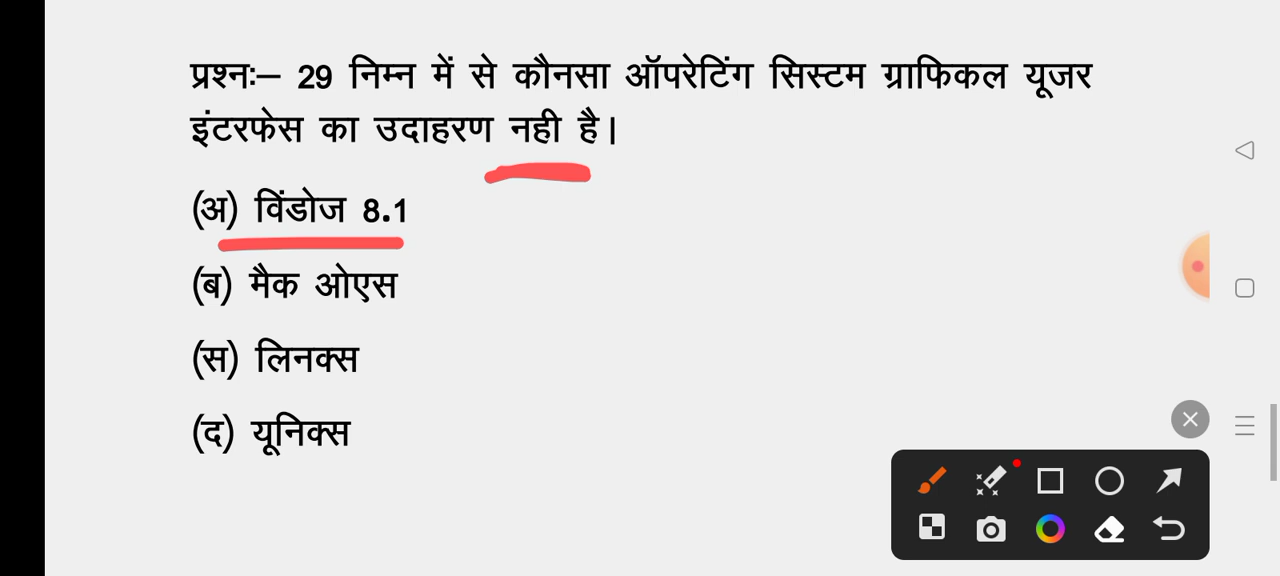 प्रश्नः– 29 निम्न में से कौनसा ऑपरेटिंग सिस्टम ग्राफिकल यूजर
इंटरफेस का उदाहरण नही है।
(अ) विंडोज 8.1
(ब) मैक ओएस
(स) लिनक्स
(द) यूनिक्स